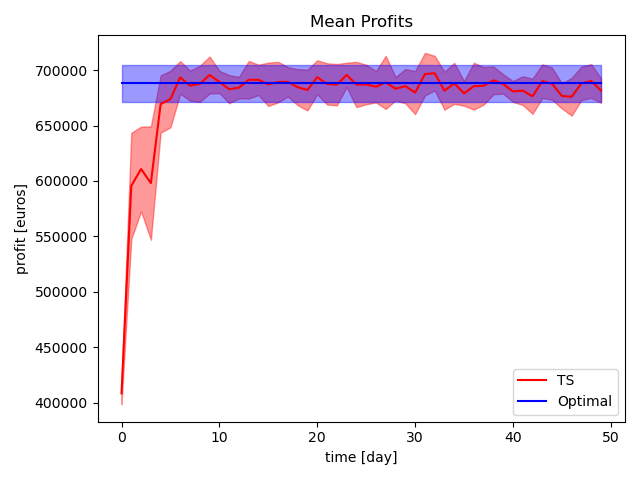 Mean Profits
profit [euros]
700000
650000
600000
550000
500000
450000
400000
TS
Optimal
0 10 20 30 40 50
time [day]